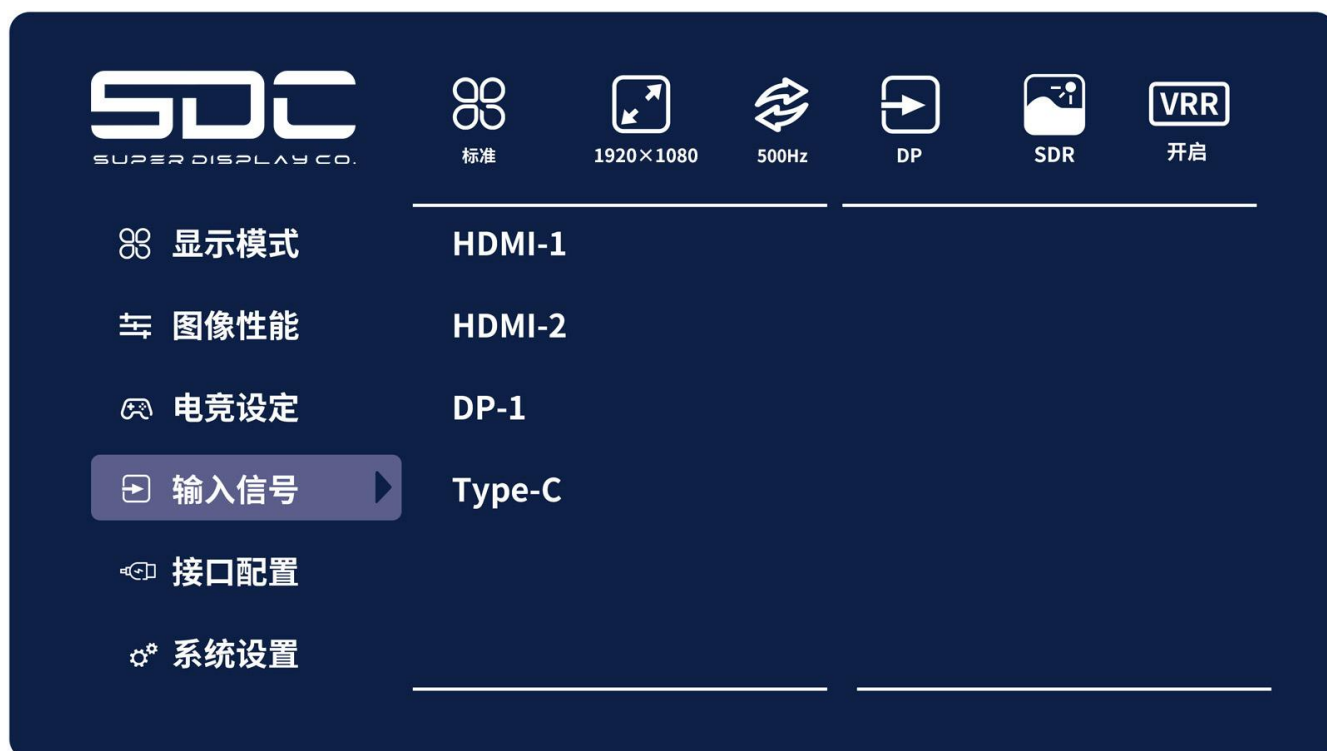 SDC
SUPER DISPLAY CO.
标准
1920×1080
500Hz
DP
SDR
VRR
开启
显示模式
HDMI-1
图像性能
HDMI-2
电竞设定
DP-1
输入信号
Type-C
接口配置
系统设置